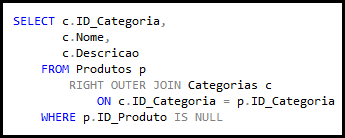 SELECT c.ID_Categoria,
c.Nome,
c.Descricao
FROM Produtos p
RIGHT OUTER JOIN Categorias c
ON c.ID_Categoria = p.ID_Categoria
WHERE p.ID_Produto IS NULL